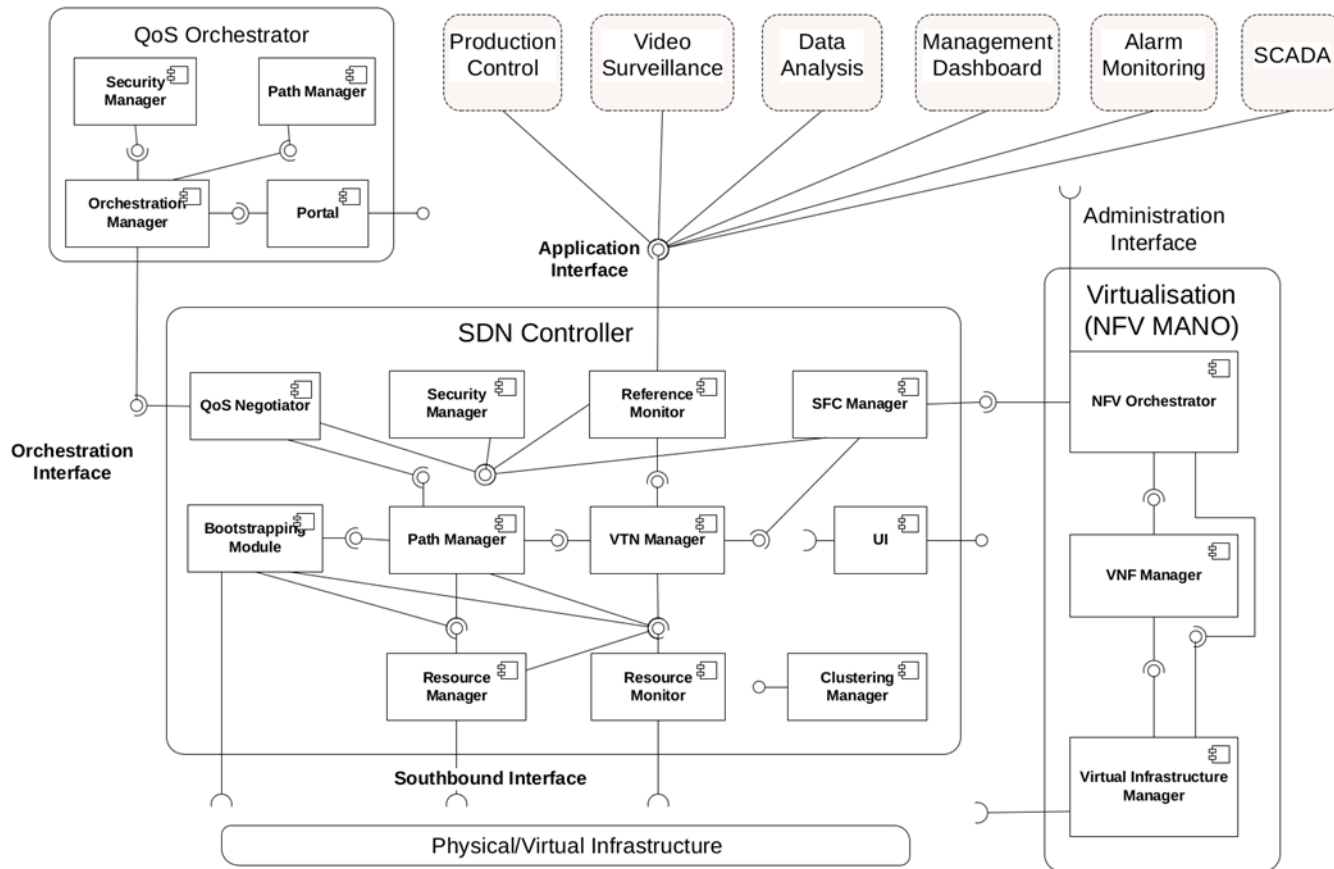 QoS Orchestrator
Security
Manager
Path Manager
Orchestration
Manager
Portal
Production
Control
Video
Surveillance
Data
Analysis
Management
Dashboard
Alarm
Monitoring
SCADA
Application
Interface
Administration
Interface
Orchestration
Interface
SDN Controller
QoS Negotiator
Security
Manager
Reference
Monitor
SFC Manager
Bootstrapping
Module
Path Manager
VTN Manager
UI
Resource
Manager
Resource
Monitor
Clustering
Manager
Southbound Interface
Physical/Virtual Infrastructure
Virtualisation
(NFV MANO)
NFV Orchestrator
VNF Manager
Virtual Infrastructure
Manager